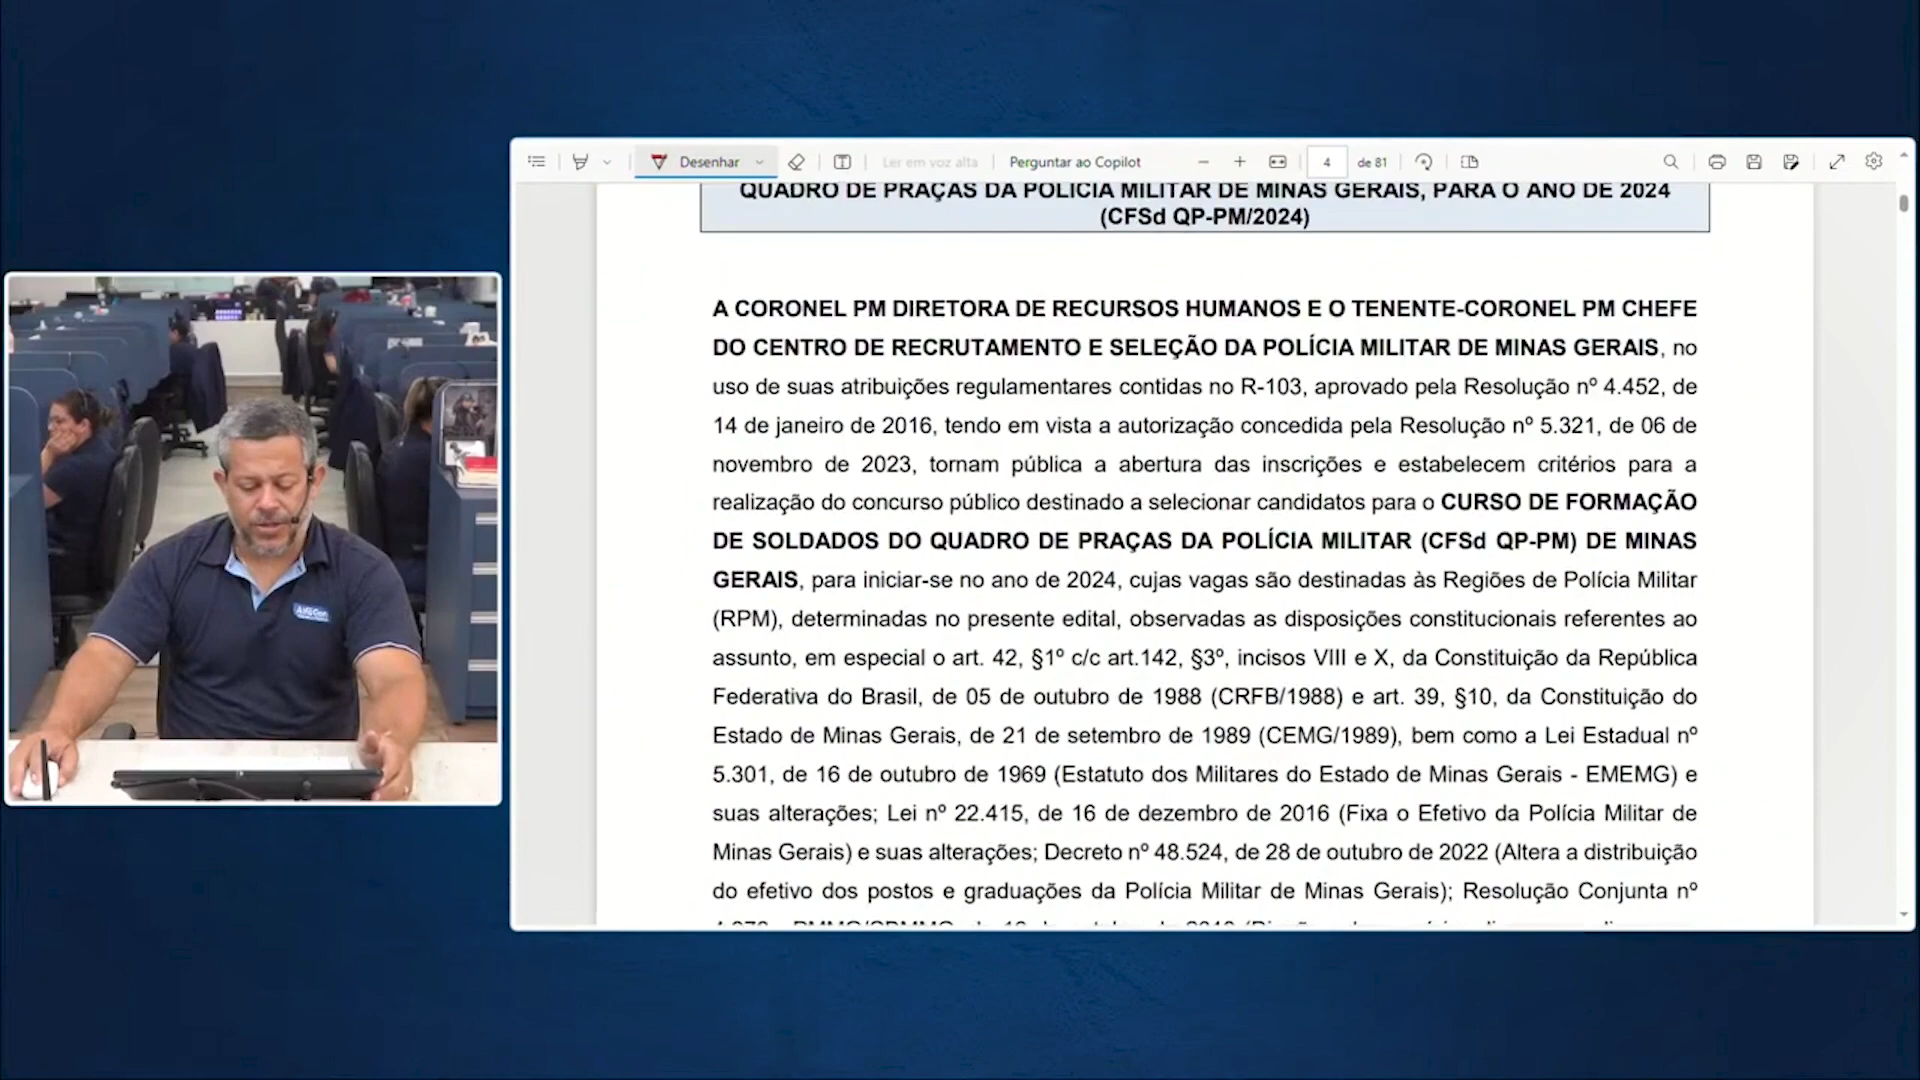 Desenhar
Ler em voz alta
Perguntar ao Copilot
4
de 81
QUADRO DE PRAÇAS DA POLÍCIA MILITAR DE MINAS GERAIS, PARA O ANO DE 2024
(CFSd QP-PM/2024)
A CORONEL PM DIRETORA DE RECURSOS HUMANOS E O TENENTE-CORONEL PM CHEFE
DO CENTRO DE RECRUTAMENTO E SELEÇÃO DA POLÍCIA MILITAR DE MINAS GERAIS, no
uso de suas atribuições regulamentares contidas no R-103, aprovado pela Resolução nº 4.452, de
14 de janeiro de 2016, tendo em vista a autorização concedida pela Resolução nº 5.321, de 06 de
novembro de 2023, tornam pública a abertura das inscrições e estabelecem critérios para a
realização do concurso público destinado a selecionar candidatos para o CURSO DE FORMAÇÃO
DE SOLDADOS DO QUADRO DE PRAÇAS DA POLÍCIA MILITAR (CFSd QP-PM) DE MINAS
GERAIS, para iniciar-se no ano de 2024, cujas vagas são destinadas às Regiões de Polícia Militar
(RPM), determinadas no presente edital, observadas as disposições constitucionais referentes ao
assunto, em especial o art. 42, §1º c/c art.142, §3º, incisos VIII e X, da Constituição da República
Federativa do Brasil, de 05 de outubro de 1988 (CRFB/1988) e art. 39, §10, da Constituição do
Estado de Minas Gerais, de 21 de setembro de 1989 (CEMG/1989), bem como a Lei Estadual nº
5.301, de 16 de outubro de 1969 (Estatuto dos Militares do Estado de Minas Gerais - EMEMG) e
suas alterações; Lei nº 22.415, de 16 de dezembro de 2016 (Fixa o Efetivo da Polícia Militar de
Minas Gerais) e suas alterações; Decreto nº 48.524, de 28 de outubro de 2022 (Altera a distribuição
do efetivo dos postos e graduações da Polícia Militar de Minas Gerais); Resolução Conjunta nº
AlfaCon